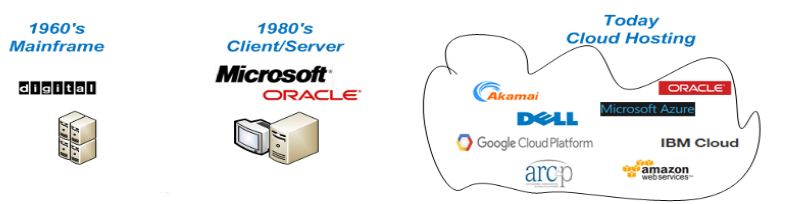 1960's
Mainframe
digital
1980's
Client/Server
Microsoft
ORACLE
Today
Cloud Hosting
Akamai
ORACLE
Microsoft Azure
DELL
Google Cloud Platform
IBM Cloud
arcp
amazon
web services™